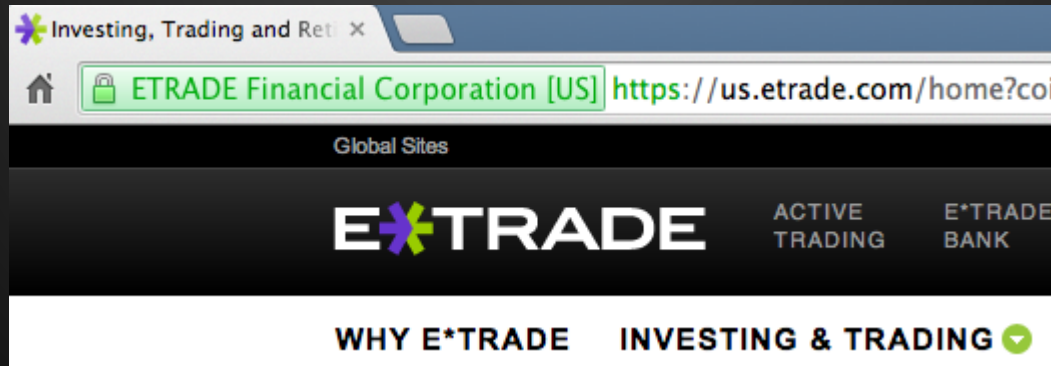 Investing, Trading and Reti
ETRADE Financial Corporation [US] https://us.etrade.com/home?coi
Global Sites
E*TRADE
ACTIVE TRADING
E*TRADE BANK
WHY E*TRADE INVESTING & TRADING